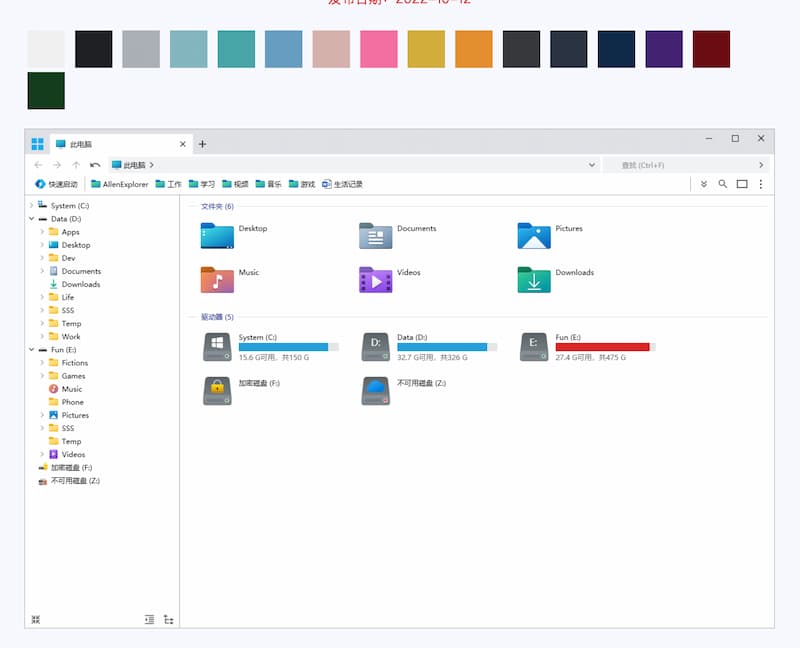 发布日期：2022-10-12
此电脑
此电脑
查找 (Ctrl+F)
快速启动 AllenExplorer 工作 学习 视频 音乐 游戏 生活记录
System (C:)
Data (D:)
Apps
Desktop
Dev
Documents
Downloads
Life
SSS
Temp
Work
Fun (E:)
Fictions
Games
Music
Phone
Pictures
SSS
Temp
Videos
加密磁盘 (F:)
不可用磁盘 (Z:)
文件夹 (6)
Desktop Documents Pictures
Music Videos Downloads
驱动器 (5)
System (C:)
15.6 G可用，共150 G
D:
Data (D:)
32.7 G可用，共326 G
E:
Fun (E:)
27.4 G可用，共475 G
加密磁盘 (F:)
不可用磁盘 (Z:)